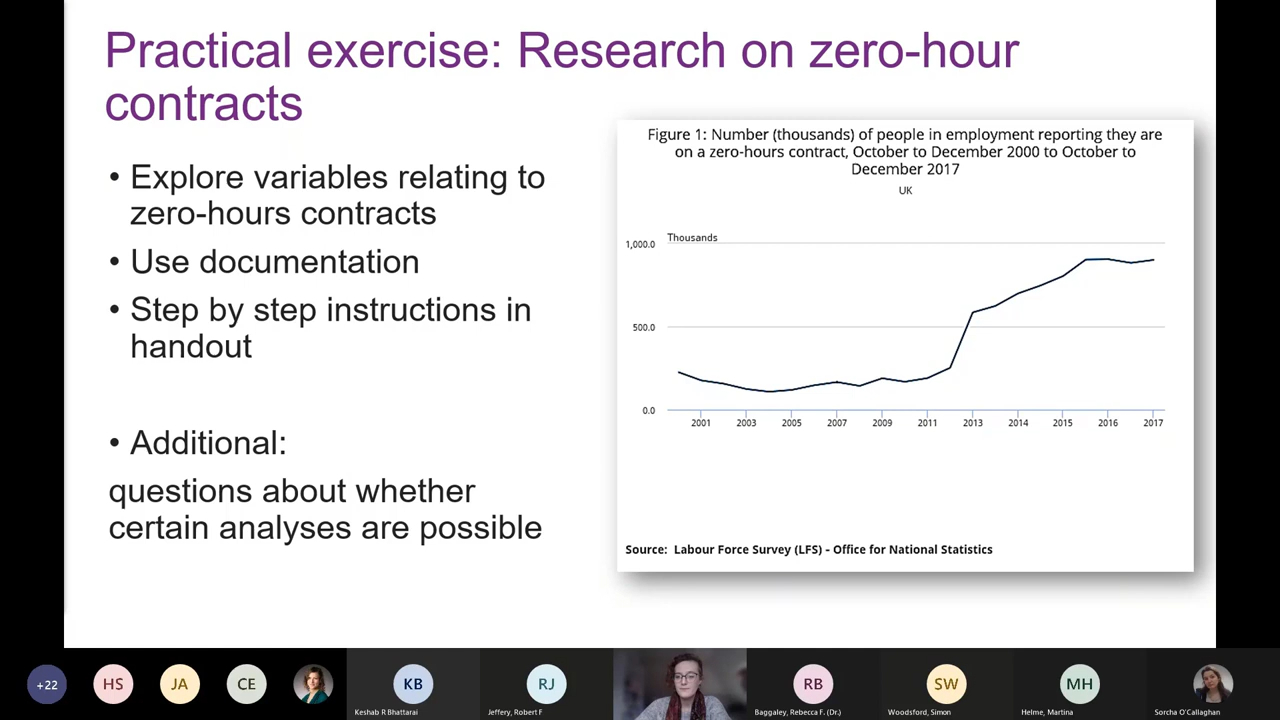 Practical exercise: Research on zero-hour
contracts
• Explore variables relating to
zero-hours contracts
• Use documentation
• Step by step instructions in
handout
• Additional:
questions about whether
certain analyses are possible
Figure 1: Number (thousands) of people in employment reporting they are
on a zero-hours contract, October to December 2000 to October to
December 2017
UK
Thousands
1,000.0
500.0
0.0
2001 2003 2005 2007 2009 2011 2013 2014 2015 2016 2017
Source: Labour Force Survey (LFS) - Office for National Statistics
+22 HS JA CE KB RJ RB SW MH
Keshab R Bhattarai Jeffery, Robert F Baggaley, Rebecca F. (Dr.) Woodsford, Simon Helme, Martina Sorcha O'Callaghan